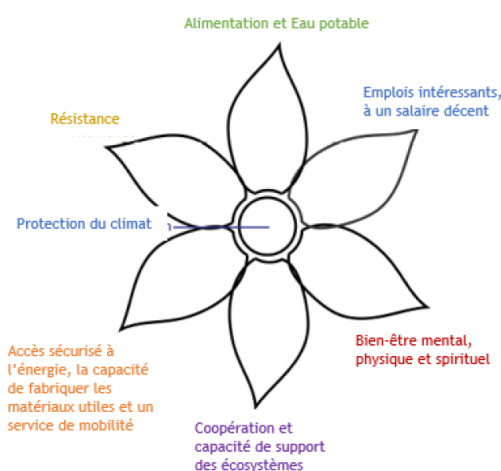 Alimentation et Eau potable
Emplois intéressants,
à un salaire décent
Résistance
Protection du climat
Bien-être mental,
physique et spirituel
Accès sécurisé à
l'énergie, la capacité
de fabriquer les
matériaux utiles et un
service de mobilité
Coopération et
capacité de support
des écosystèmes